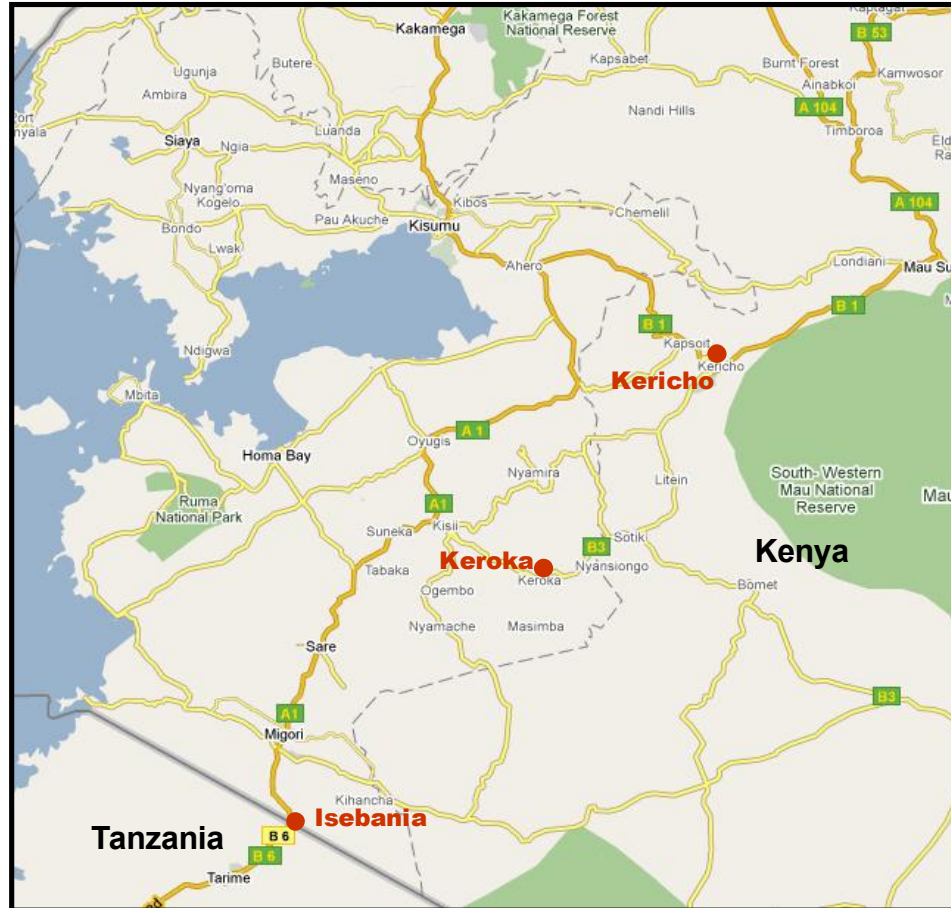 Kakamega Forest
National Reserve
Kaptagat
B 53
Kakamega
Butere
Kapsabet
Burnt Forest
Kamwosor
Ugunja
Ainabkoi
Ambira
A 104
Nandi Hills
Luanda
Timboroa
Siaya
Ngia
Maseno
Nyang'oma
Kogelo
Kibos
A 104
Pau Akuche
Chemelil
Bondo
Kisumu
Lwak
Ahero
Londiani
Mau Su
B 1
B 1
Ndigwa
Kapsoit
Kericho
Kericho
Mbita
A 1
Oyugis
Homa Bay
Nyamira
Litein
South- Western
Mau National
Reserve
Mau
Ruma
National Park
A1
Kisii
Suneka
Sotiki
B3
Kenya
Keroka
Tabaka
Nyansiongo
Keroka
Ogembo
Bomet
Nyamache
Masimba
Sare
B3
A1
Migori
Kihancha
Isebania
Tanzania
B 6
B 6
Tarime